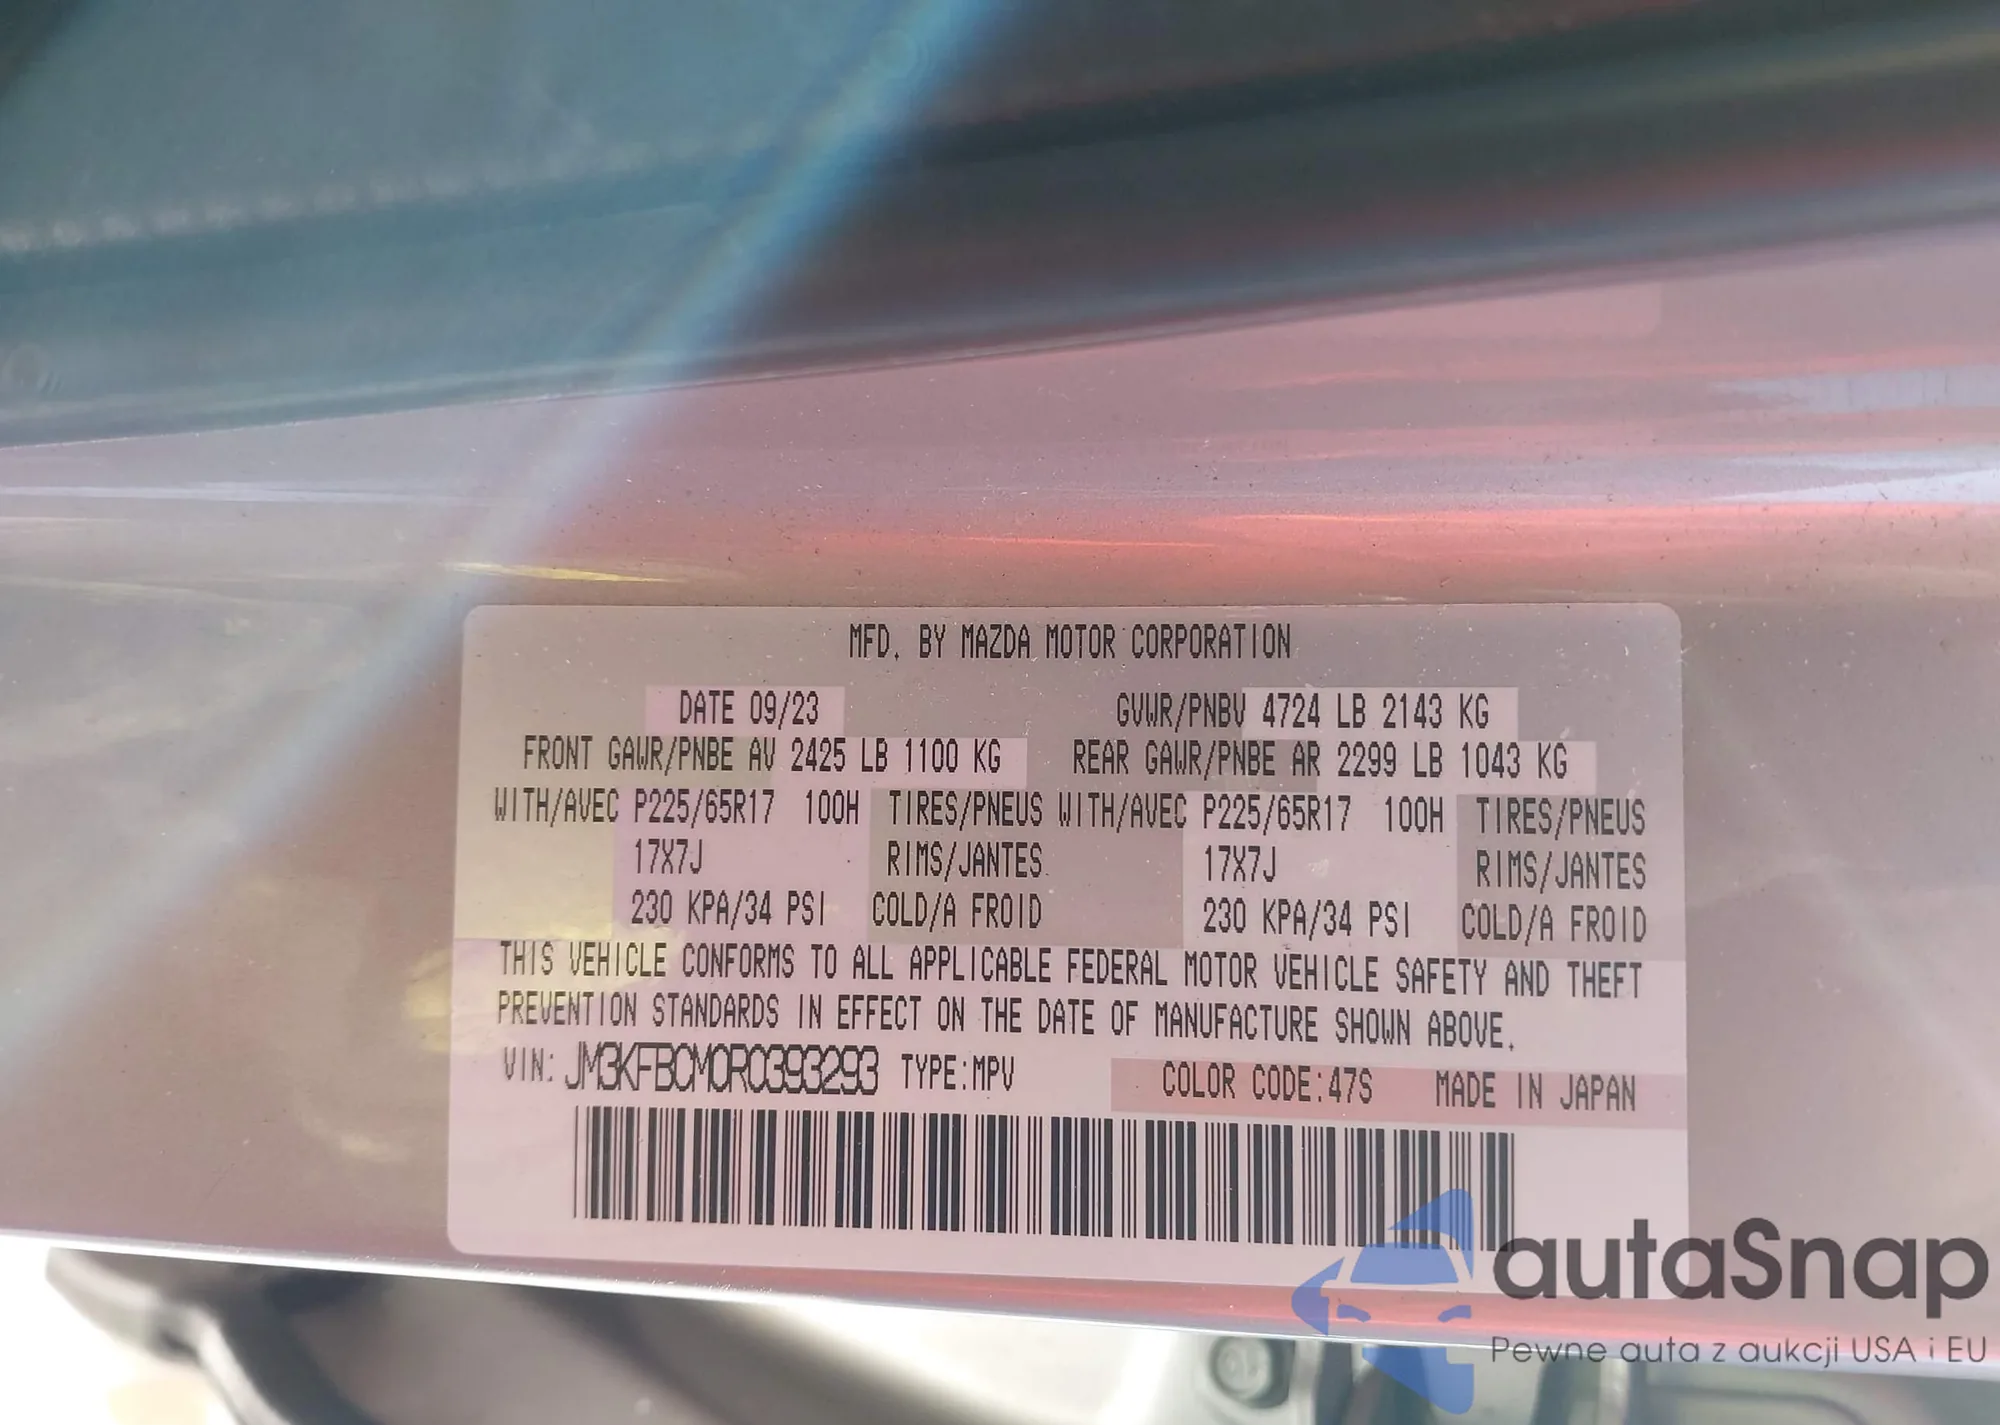 MFD. BY MAZDA MOTOR CORPORATION
DATE 09/23 GVWR/PNBV 4724 LB 2143 KG
FRONT GAWR/PNBE AV 2425 LB 1100 KG REAR GAWR/PNBE AR 2299 LB 1043 KG
WITH/AVEC P225/65R17 100H TIRES/PNEUS WITH/AVEC P225/65R17 100H TIRES/PNEUS
17X7J RIMS/JANTES 17X7J RIMS/JANTES
230 KPA/34 PSI COLD/A FROID 230 KPA/34 PSI COLD/A FROID
THIS VEHICLE CONFORMS TO ALL APPLICABLE FEDERAL MOTOR VEHICLE SAFETY AND THEFT
PREVENTION STANDARDS IN EFFECT ON THE DATE OF MANUFACTURE SHOWN ABOVE.
VIN: JM3KFBCM0R0393293 TYPE:MPV COLOR CODE:47S MADE IN JAPAN
autaSnap
Pewne auta z aukcji USA i EU